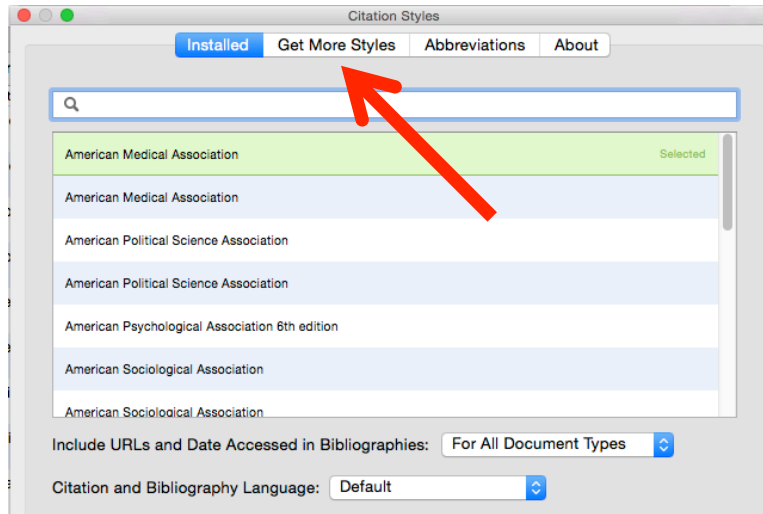 Citation Styles
Installed Get More Styles Abbreviations About
American Medical Association Selected
American Medical Association
American Political Science Association
American Political Science Association
American Psychological Association 6th edition
American Sociological Association
American Sociological Association
Include URLs and Date Accessed in Bibliographies: For All Document Types
Citation and Bibliography Language: Default